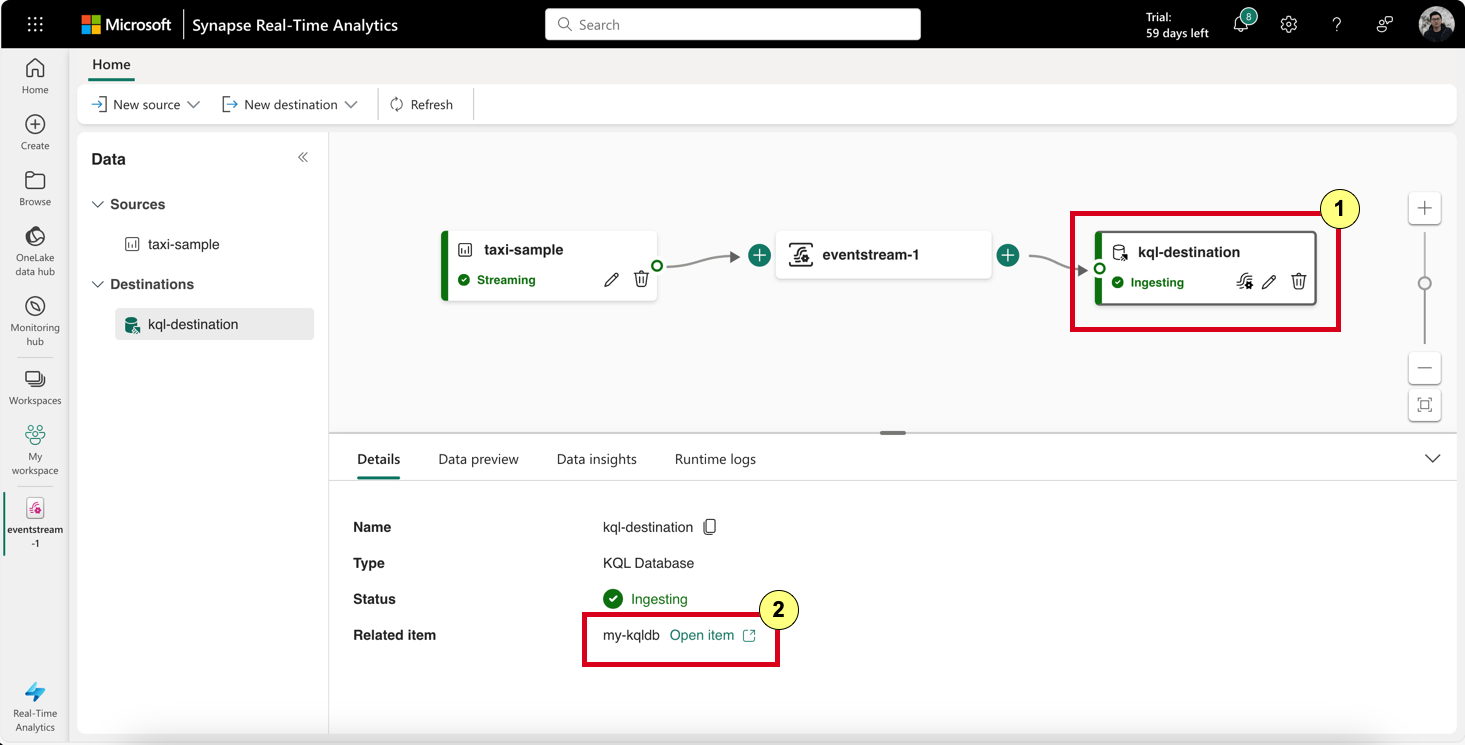 Microsoft
Synapse Real-Time Analytics
Search
Trial:
59 days left
8
?
Home
Home
Create
Browse
OneLake
data hub
Monitoring
hub
Workspaces
My
workspace
eventstream
-1
Real-Time
Analytics
New source
New destination
Refresh
Data
Sources
taxi-sample
Destinations
kql-destination
taxi-sample
Streaming
eventstream-1
1
kql-destination
Ingesting
Details
Data preview
Data insights
Runtime logs
Name
kql-destination
Type
KQL Database
Status
Ingesting
2
Related item
my-kqldb Open item